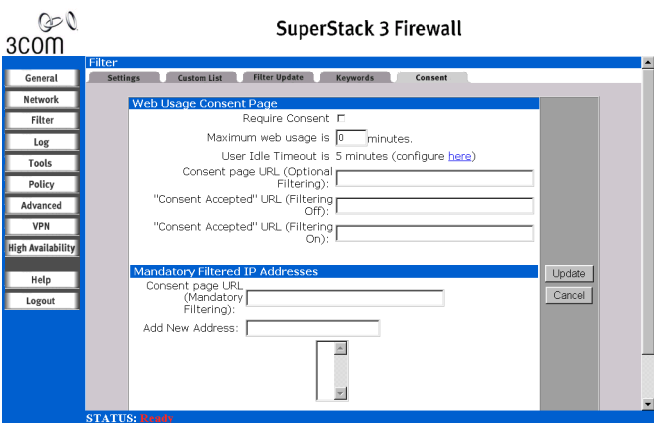 3COM
SuperStack 3 Firewall
Filter
Settings
Custom List
Filter Update
Keywords
Consent
General
Network
Filter
Log
Tools
Policy
Advanced
VPN
High Availability
Help
Logout
Web Usage Consent Page
Require Consent
Maximum web usage is 0 minutes.
User Idle Timeout is 5 minutes (configure here)
Consent page URL (Optional
Filtering):
"Consent Accepted" URL (Filtering
Off):
"Consent Accepted" URL (Filtering
On):
Mandatory Filtered IP Addresses
Consent page URL
(Mandatory
Filtering):
Add New Address:
Update
Cancel
STATUS: Ready